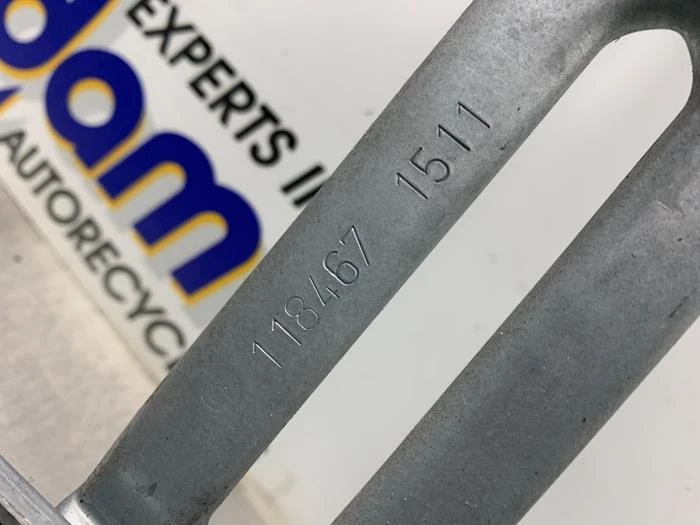 EXPERTS I
dam
AUTORECYC
118467 1511